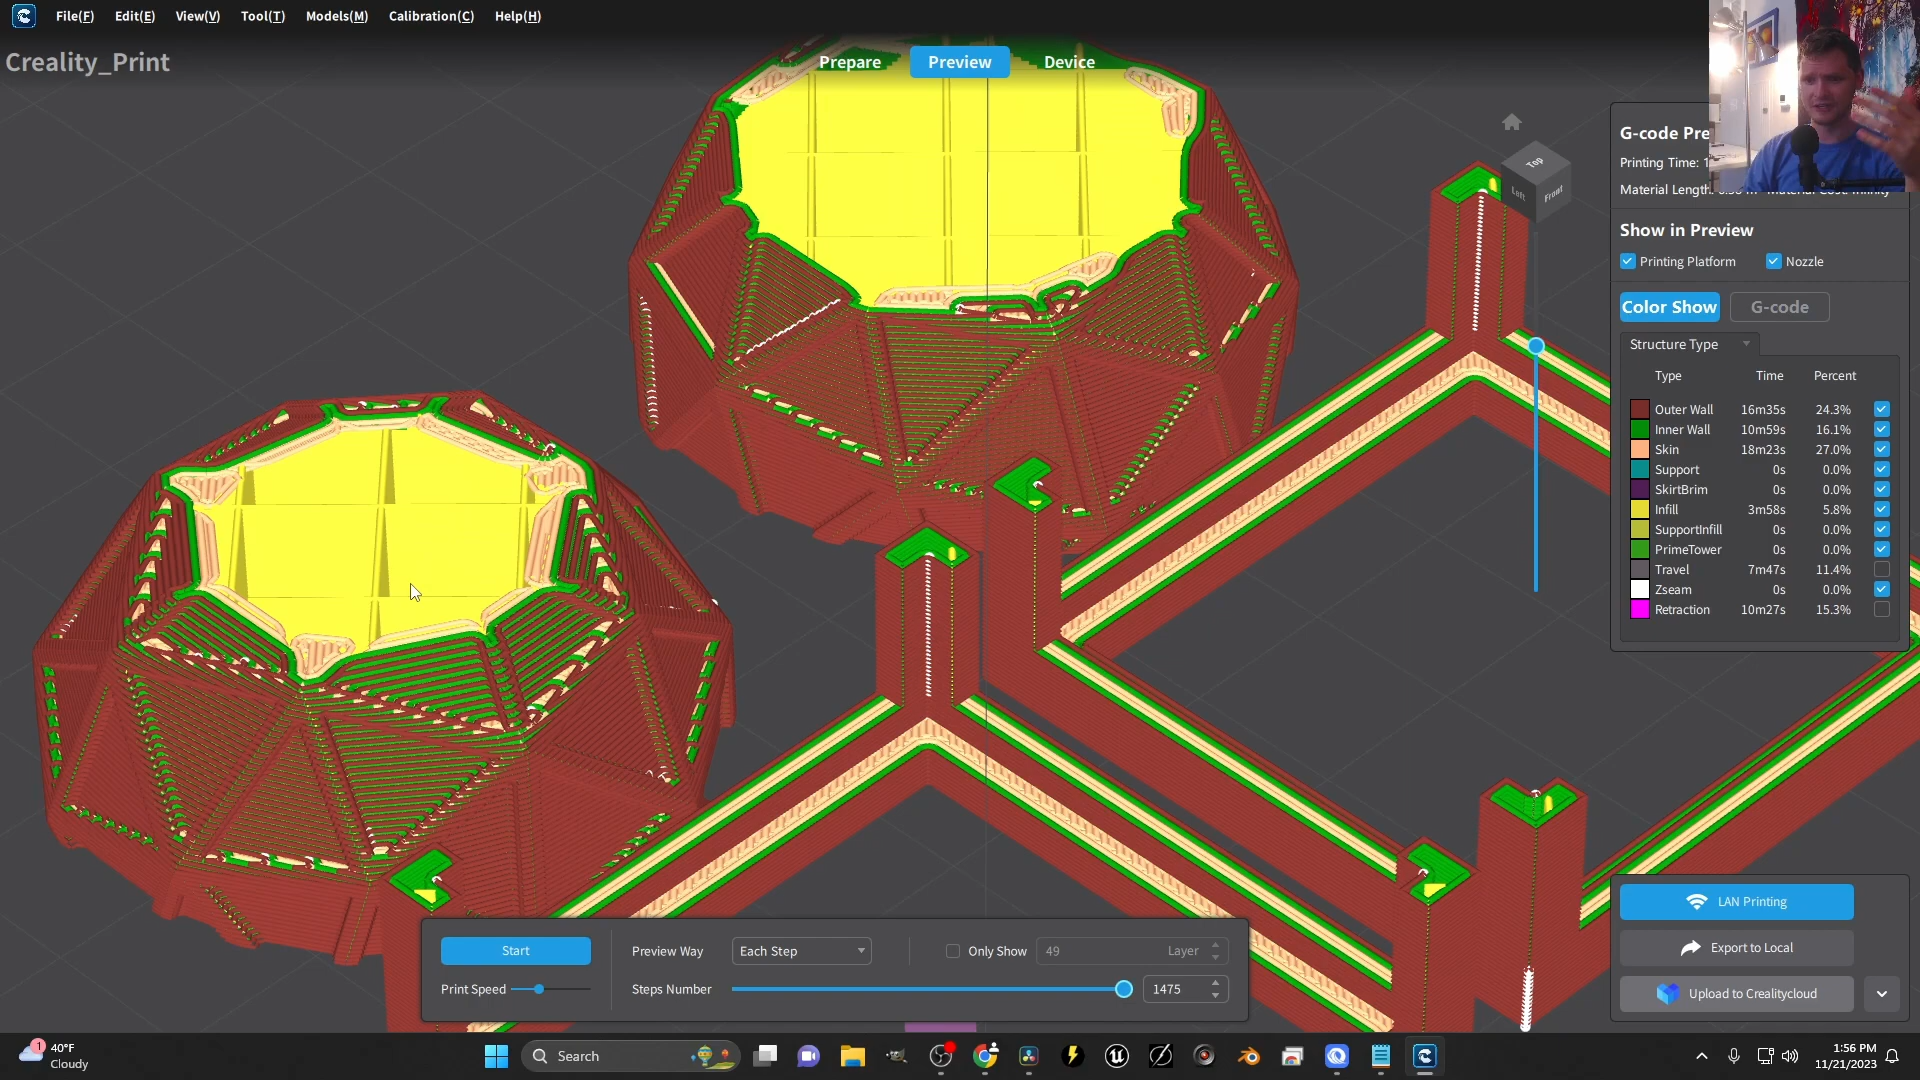 File(F) Edit(E) View(V) Tool(T) Models(M) Calibration(C) Help(H)
Creality_Print
Prepare Preview Device
Top
Left Front
G-code Pre
Printing Time: 1
Material Length:
Show in Preview
Printing Platform Nozzle
Color Show G-code
Structure Type
Type Time Percent
Outer Wall 16m35s 24.3%
Inner Wall 10m59s 16.1%
Skin 18m23s 27.0%
Support 0s 0.0%
SkirtBrim 0s 0.0%
Infill 3m58s 5.8%
SupportInfill 0s 0.0%
PrimeTower 0s 0.0%
Travel 7m47s 11.4%
Zseam 0s 0.0%
Retraction 10m27s 15.3%
LAN Printing
Export to Local
Upload to Crealitycloud
Start Preview Way Each Step Only Show 49 Layer
Print Speed Steps Number 1475
1
40°F
Cloudy
Search
1:56 PM
11/21/2023